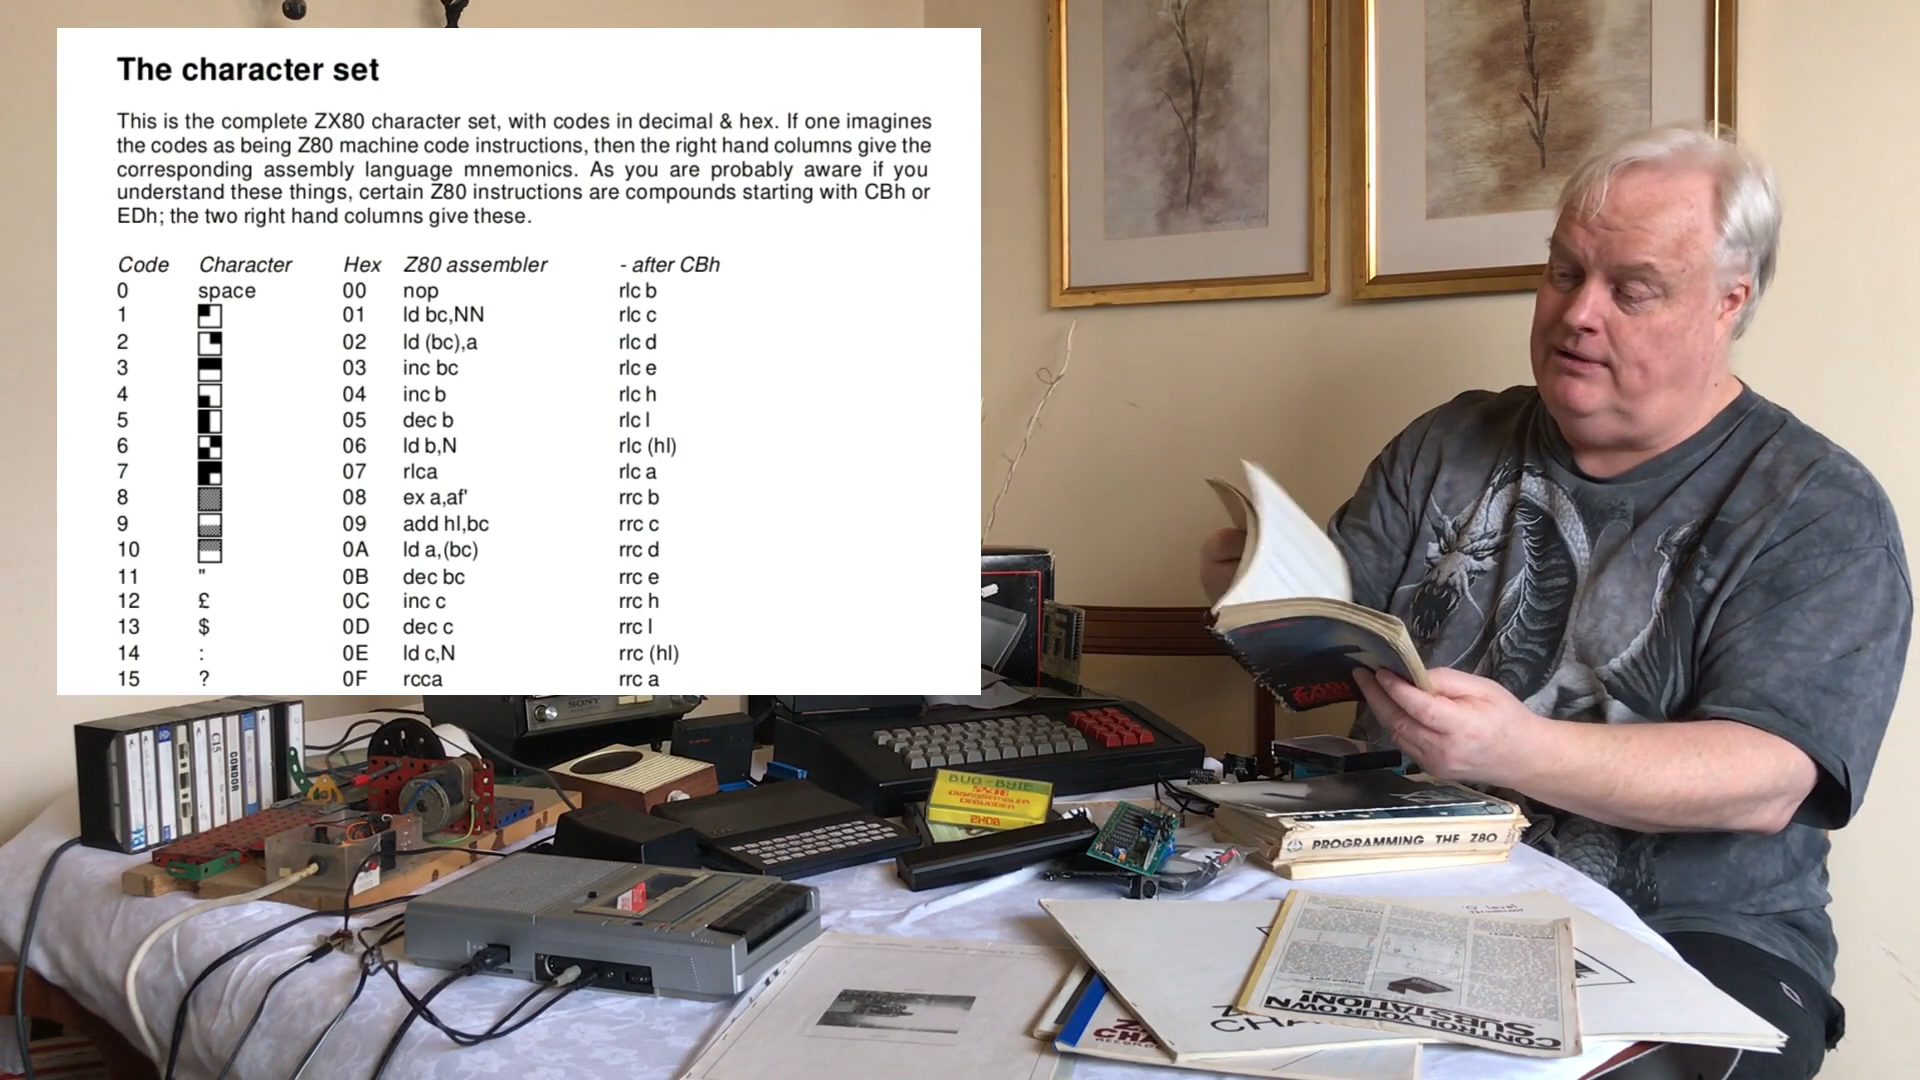 The character set
This is the complete ZX80 character set, with codes in decimal & hex. If one imagines
the codes as being Z80 machine code instructions, then the right hand columns give the
corresponding assembly language mnemonics. As you are probably aware if you
understand these things, certain Z80 instructions are compounds starting with CBh or
EDh; the two right hand columns give these.
Code Character Hex Z80 assembler - after CBh
0 space 00 nop rlc b
1 01 ld bc,NN rlc c
2 02 ld (bc),a rlc d
3 03 inc bc rlc e
4 04 inc b rlc h
5 05 dec b rlc l
6 06 ld b,N rlc (hl)
7 07 rlca rlc a
8 08 ex a,af' rrc b
9 09 add hl,bc rrc c
10 0A ld a,(bc) rrc d
11 " 0B dec bc rrc e
12 £ 0C inc c rrc h
13 $ 0D dec c rrc l
14 : 0E ld c,N rrc (hl)
15 ? 0F rcca rrc a
SONY
C15
CONDOR
BUG-BYTE
DISASSEMBLER
DEBUGGER
ZXDB
ZX81
PROGRAMMING THE Z80
'O' level
CONTROL YOUR OWN
SUBSTATION!